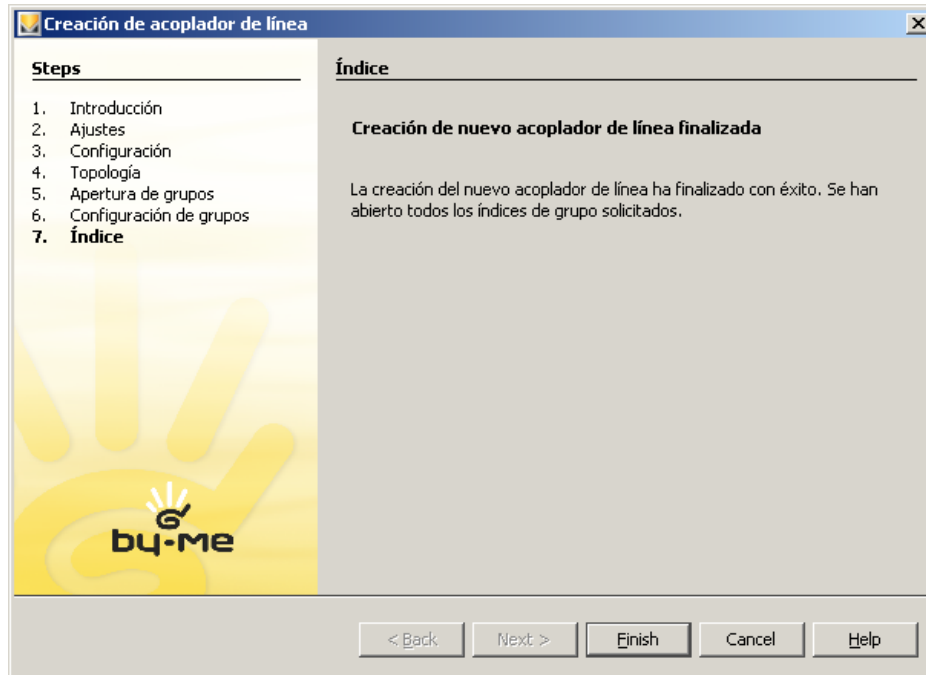 Creación de acoplador de línea
Steps
1. Introducción
2. Ajustes
3. Configuración
4. Topología
5. Apertura de grupos
6. Configuración de grupos
7. Índice
by-me
Índice
Creación de nuevo acoplador de línea finalizada
La creación del nuevo acoplador de línea ha finalizado con éxito. Se han
abierto todos los índices de grupo solicitados.
< Back Next > Finish Cancel Help